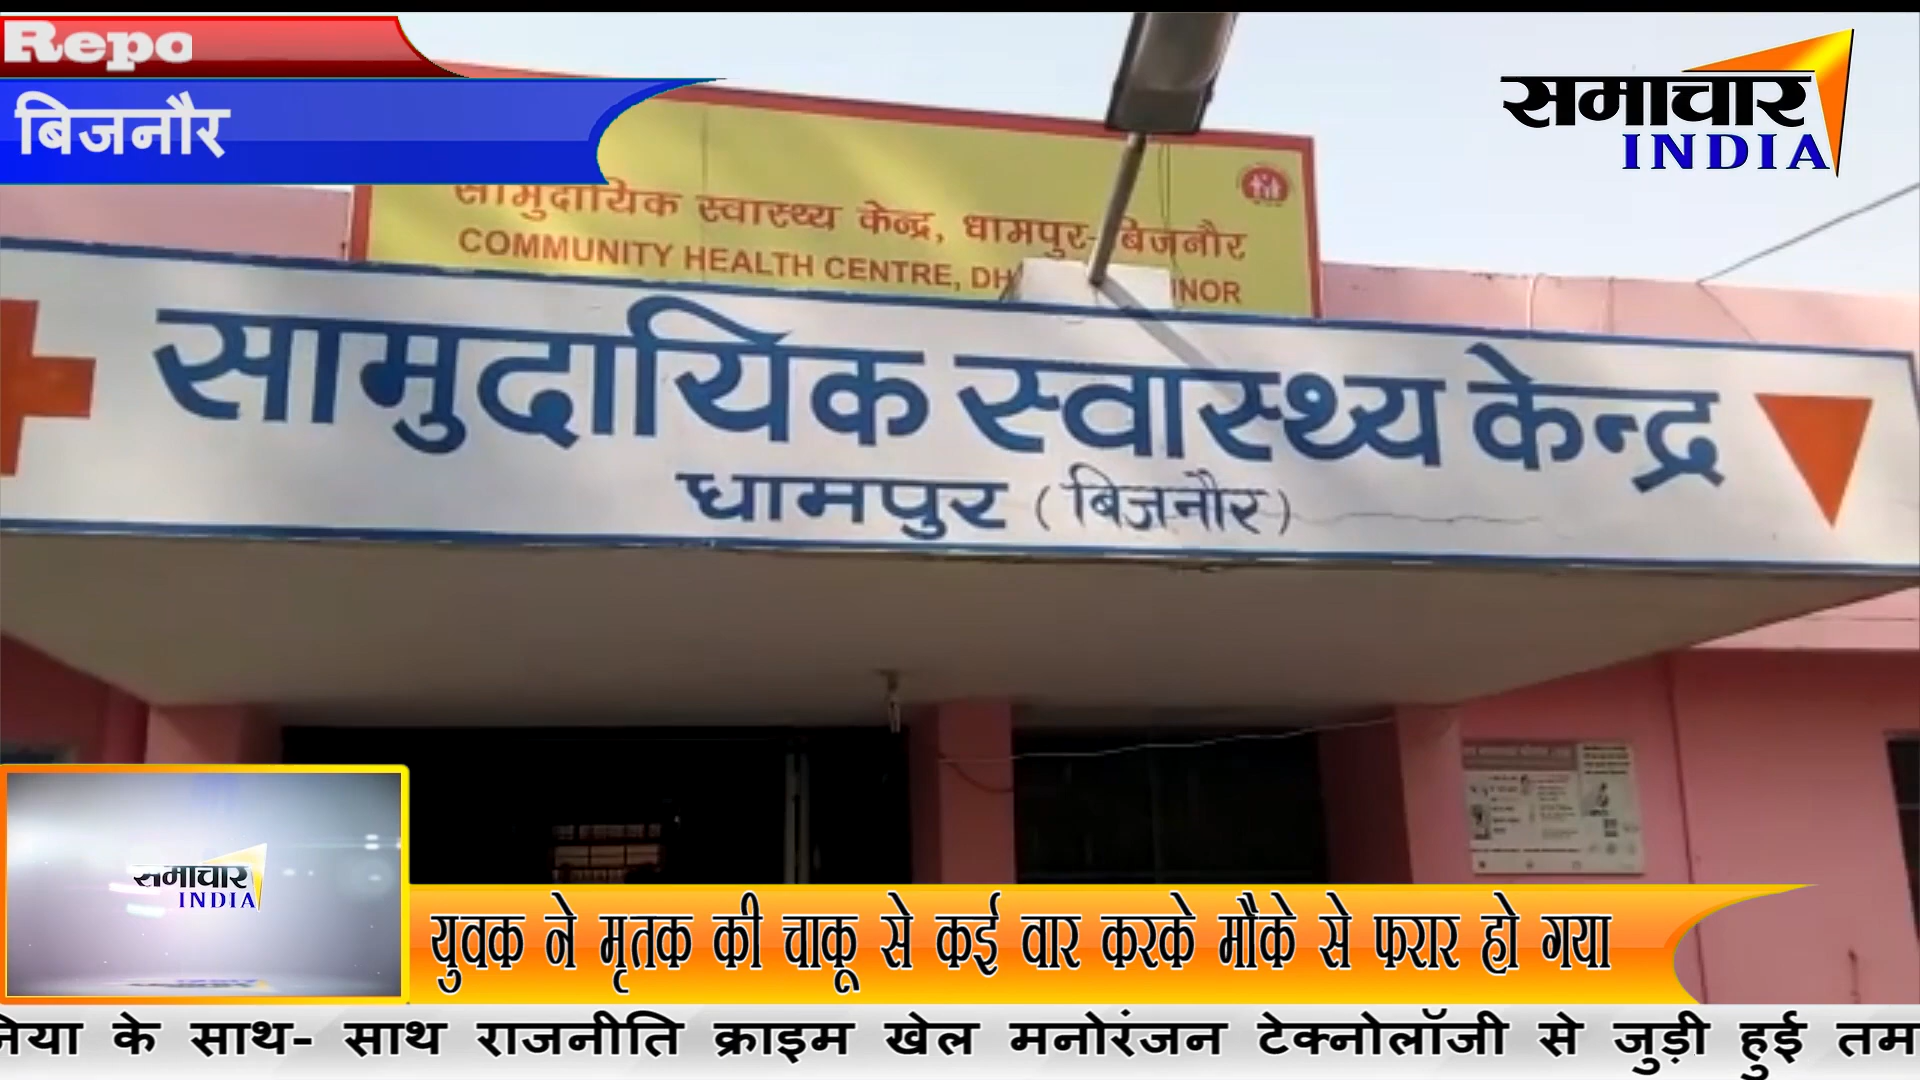 Repo
बिजनौर
समाचार
INDIA
सामुदायिक स्वास्थ्य केन्द्र, धामपुर-बिजनौर
COMMUNITY HEALTH CENTRE, DH INOR
सामुदायिक स्वास्थ्य केन्द्र
धामपुर (बिजनौर)
समाचार
INDIA
युवक ने मृतक की चाकू से कई वार करके मौके से फरार हो गया
निया के साथ- साथ राजनीति क्राइम खेल मनोरंजन टेक्नोलॉजी से जुड़ी हुई तम